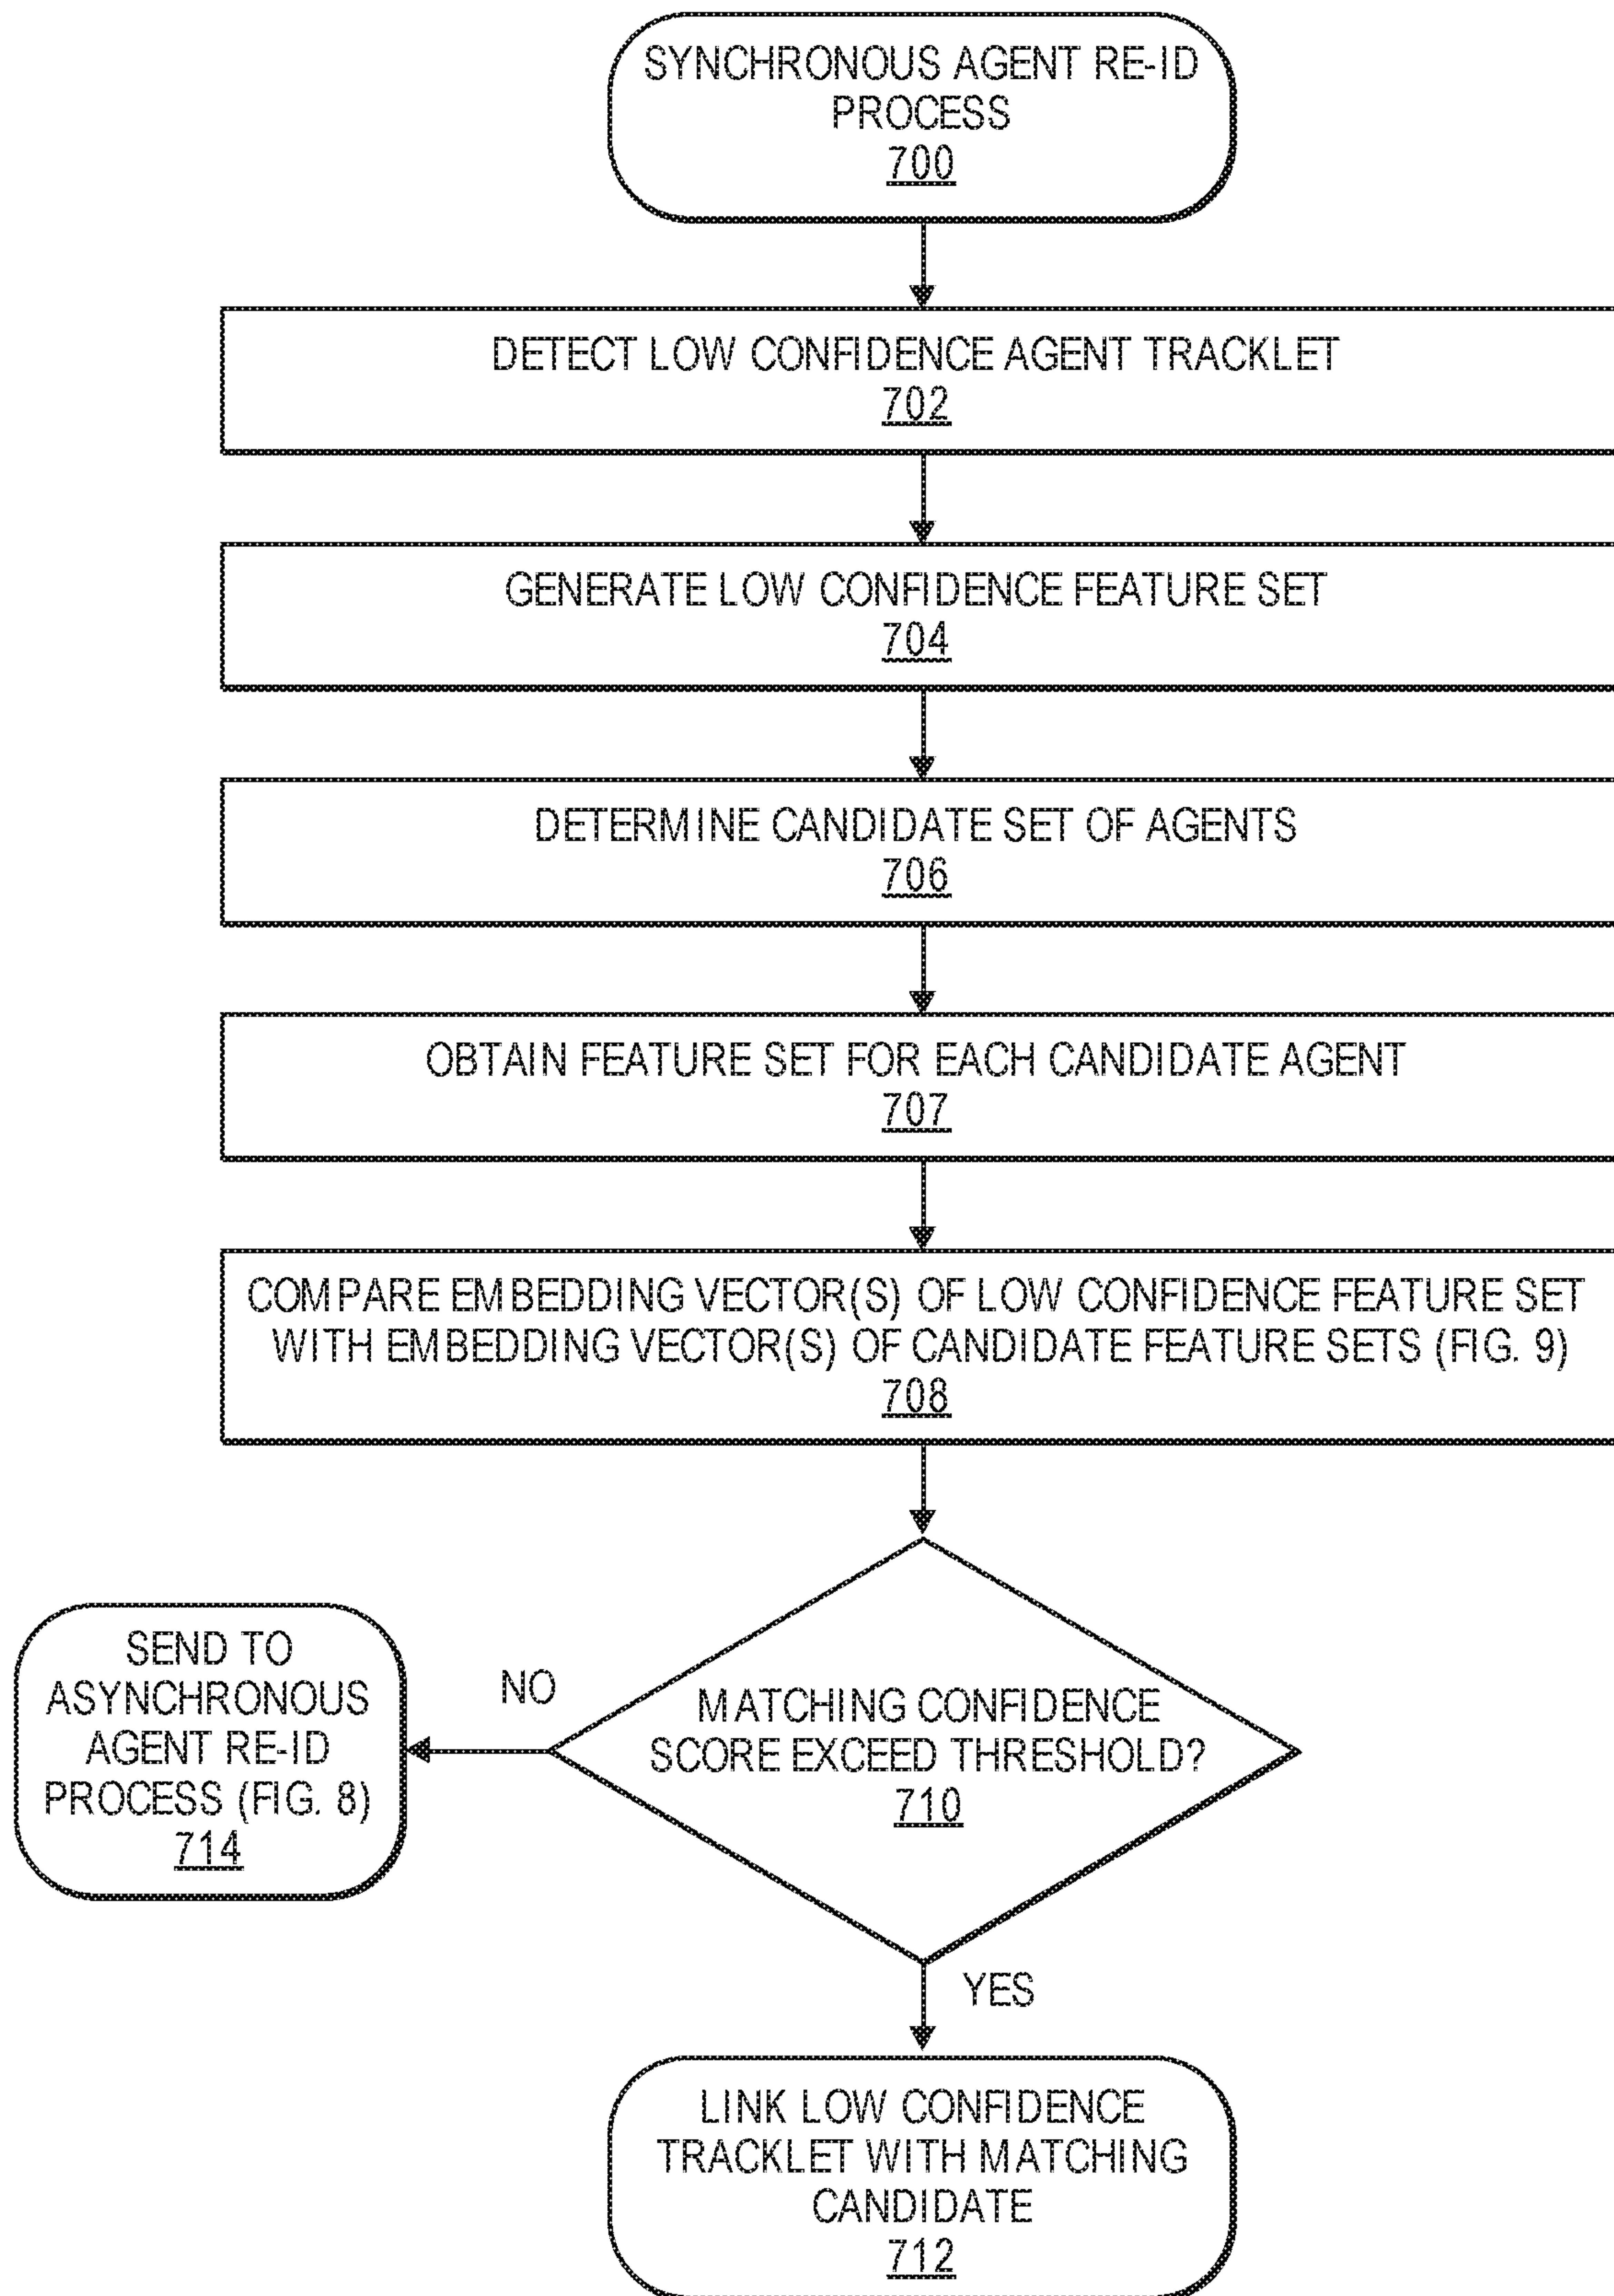 SYNCHRONOUS AGENT RE-ID
PROCESS
700
DETECT LOW CONFIDENCE AGENT TRACKLET
702
GENERATE LOW CONFIDENCE FEATURE SET
704
DETERMINE CANDIDATE SET OF AGENTS
706
OBTAIN FEATURE SET FOR EACH CANDIDATE AGENT
707
COMPARE EMBEDDING VECTOR(S) OF LOW CONFIDENCE FEATURE SET
WITH EMBEDDING VECTOR(S) OF CANDIDATE FEATURE SETS (FIG. 9)
708
MATCHING CONFIDENCE
SCORE EXCEED THRESHOLD?
710
NO
SEND TO
ASYNCHRONOUS
AGENT RE-ID
PROCESS (FIG. 8)
714
YES
LINK LOW CONFIDENCE
TRACKLET WITH MATCHING
CANDIDATE
712